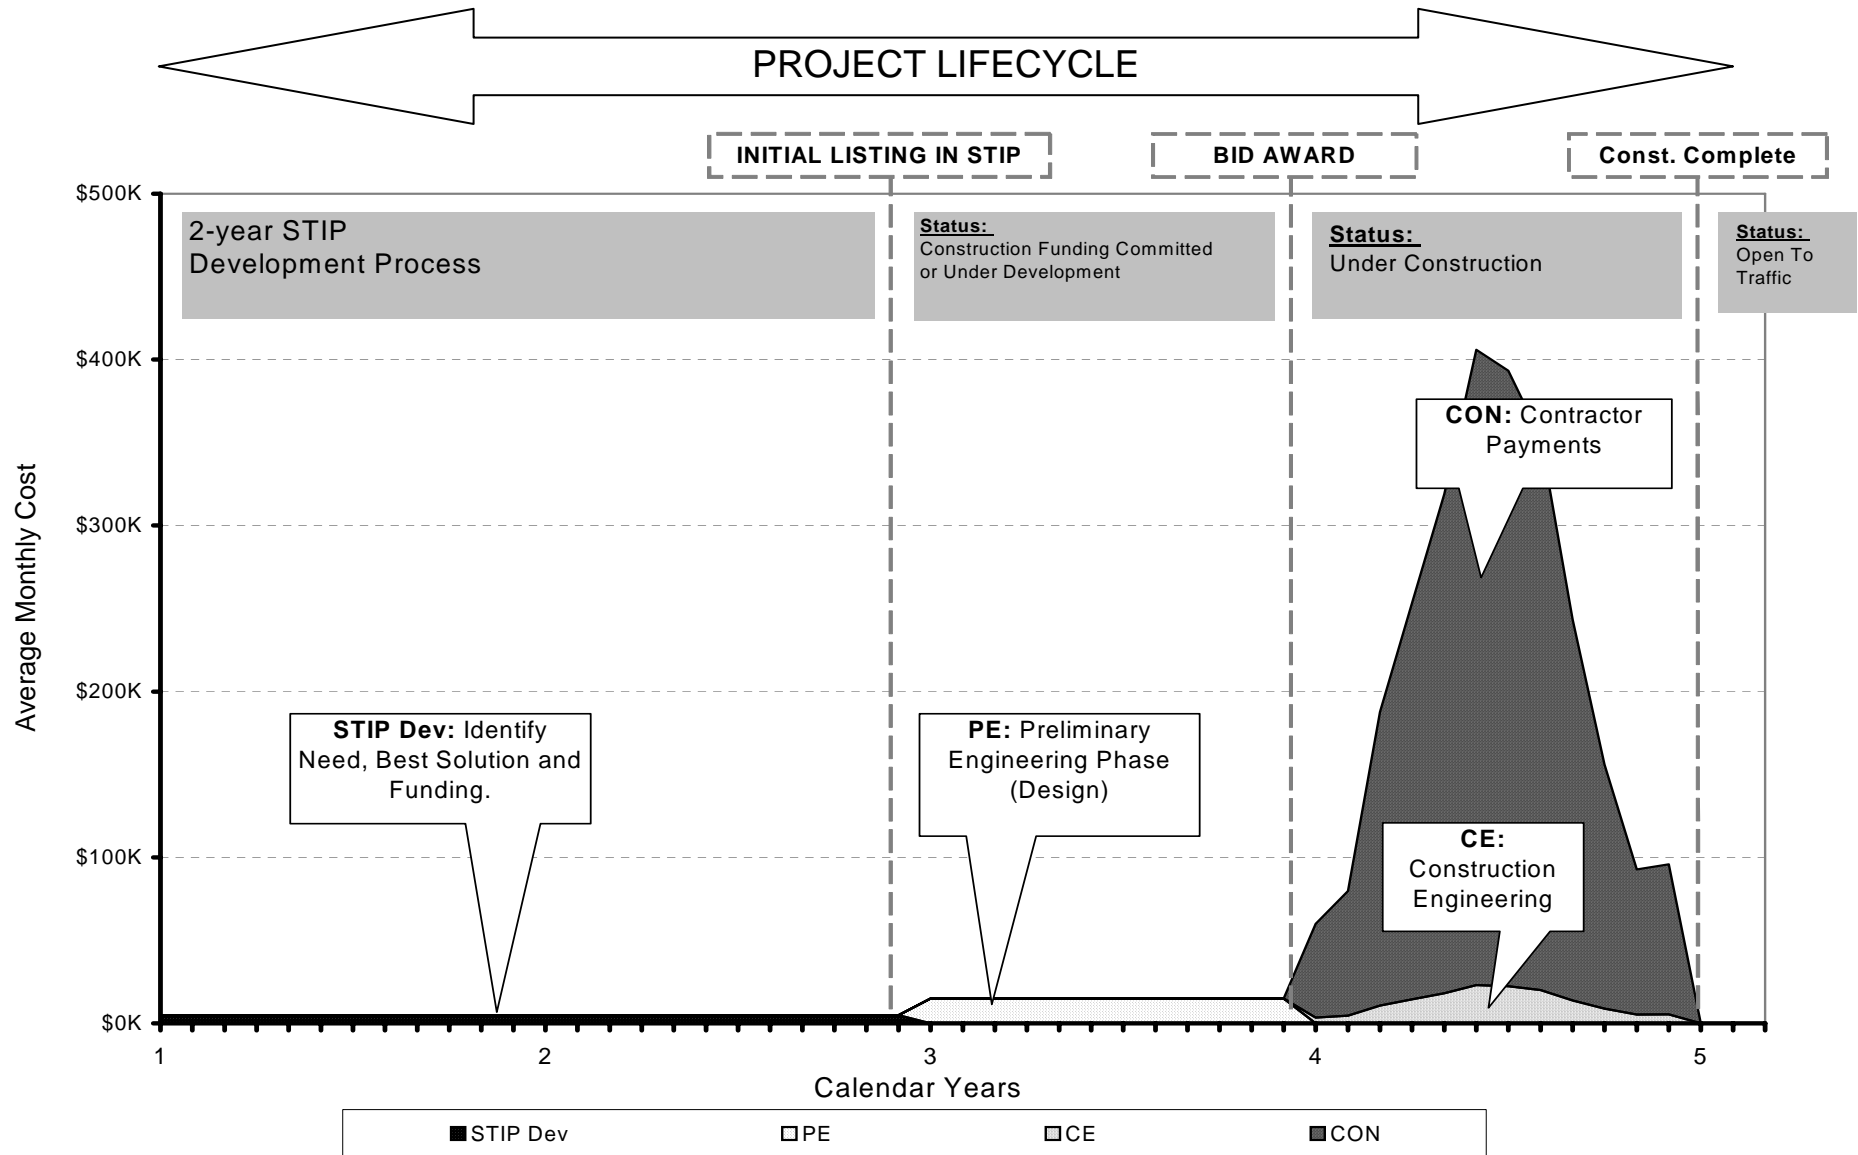 PROJECT LIFECYCLE
INITIAL LISTING IN STIP
BID AWARD
Const. Complete
$500K
2-year STIP
Development Process
Status:
Construction Funding Committed
or Under Development
Status:
Under Construction
Status:
Open To
Traffic
$400K
CON: Contractor
Payments
$300K
Average Monthly Cost
$200K
STIP Dev: Identify
Need, Best Solution and
Funding.
PE: Preliminary
Engineering Phase
(Design)
$100K
CE:
Construction
Engineering
$0K
1
2
3
4
5
Calendar Years
STIP Dev
PE
CE
CON